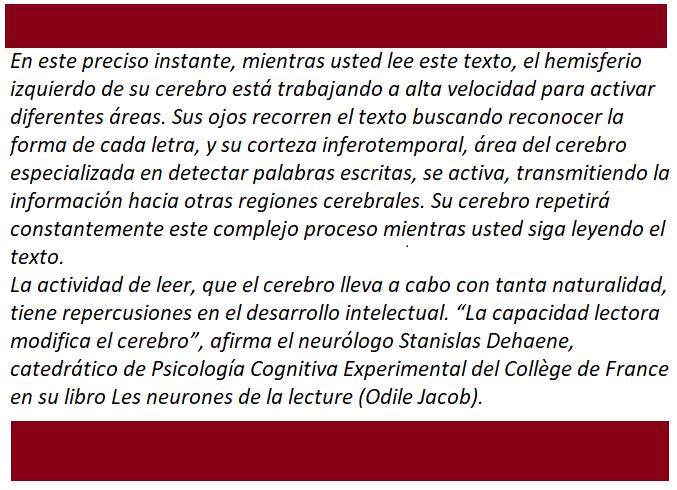 En este preciso instante, mientras usted lee este texto, el hemisferio
izquierdo de su cerebro está trabajando a alta velocidad para activar
diferentes áreas. Sus ojos recorren el texto buscando reconocer la
forma de cada letra, y su corteza inferotemporal, área del cerebro
especializada en detectar palabras escritas, se activa, transmitiendo la
información hacia otras regiones cerebrales. Su cerebro repetirá
constantemente este complejo proceso mientras usted siga leyendo el
texto.
La actividad de leer, que el cerebro lleva a cabo con tanta naturalidad,
tiene repercusiones en el desarrollo intelectual. “La capacidad lectora
modifica el cerebro”, afirma el neurólogo Stanislas Dehaene,
catedrático de Psicología Cognitiva Experimental del Collège de France
en su libro Les neurones de la lecture (Odile Jacob).